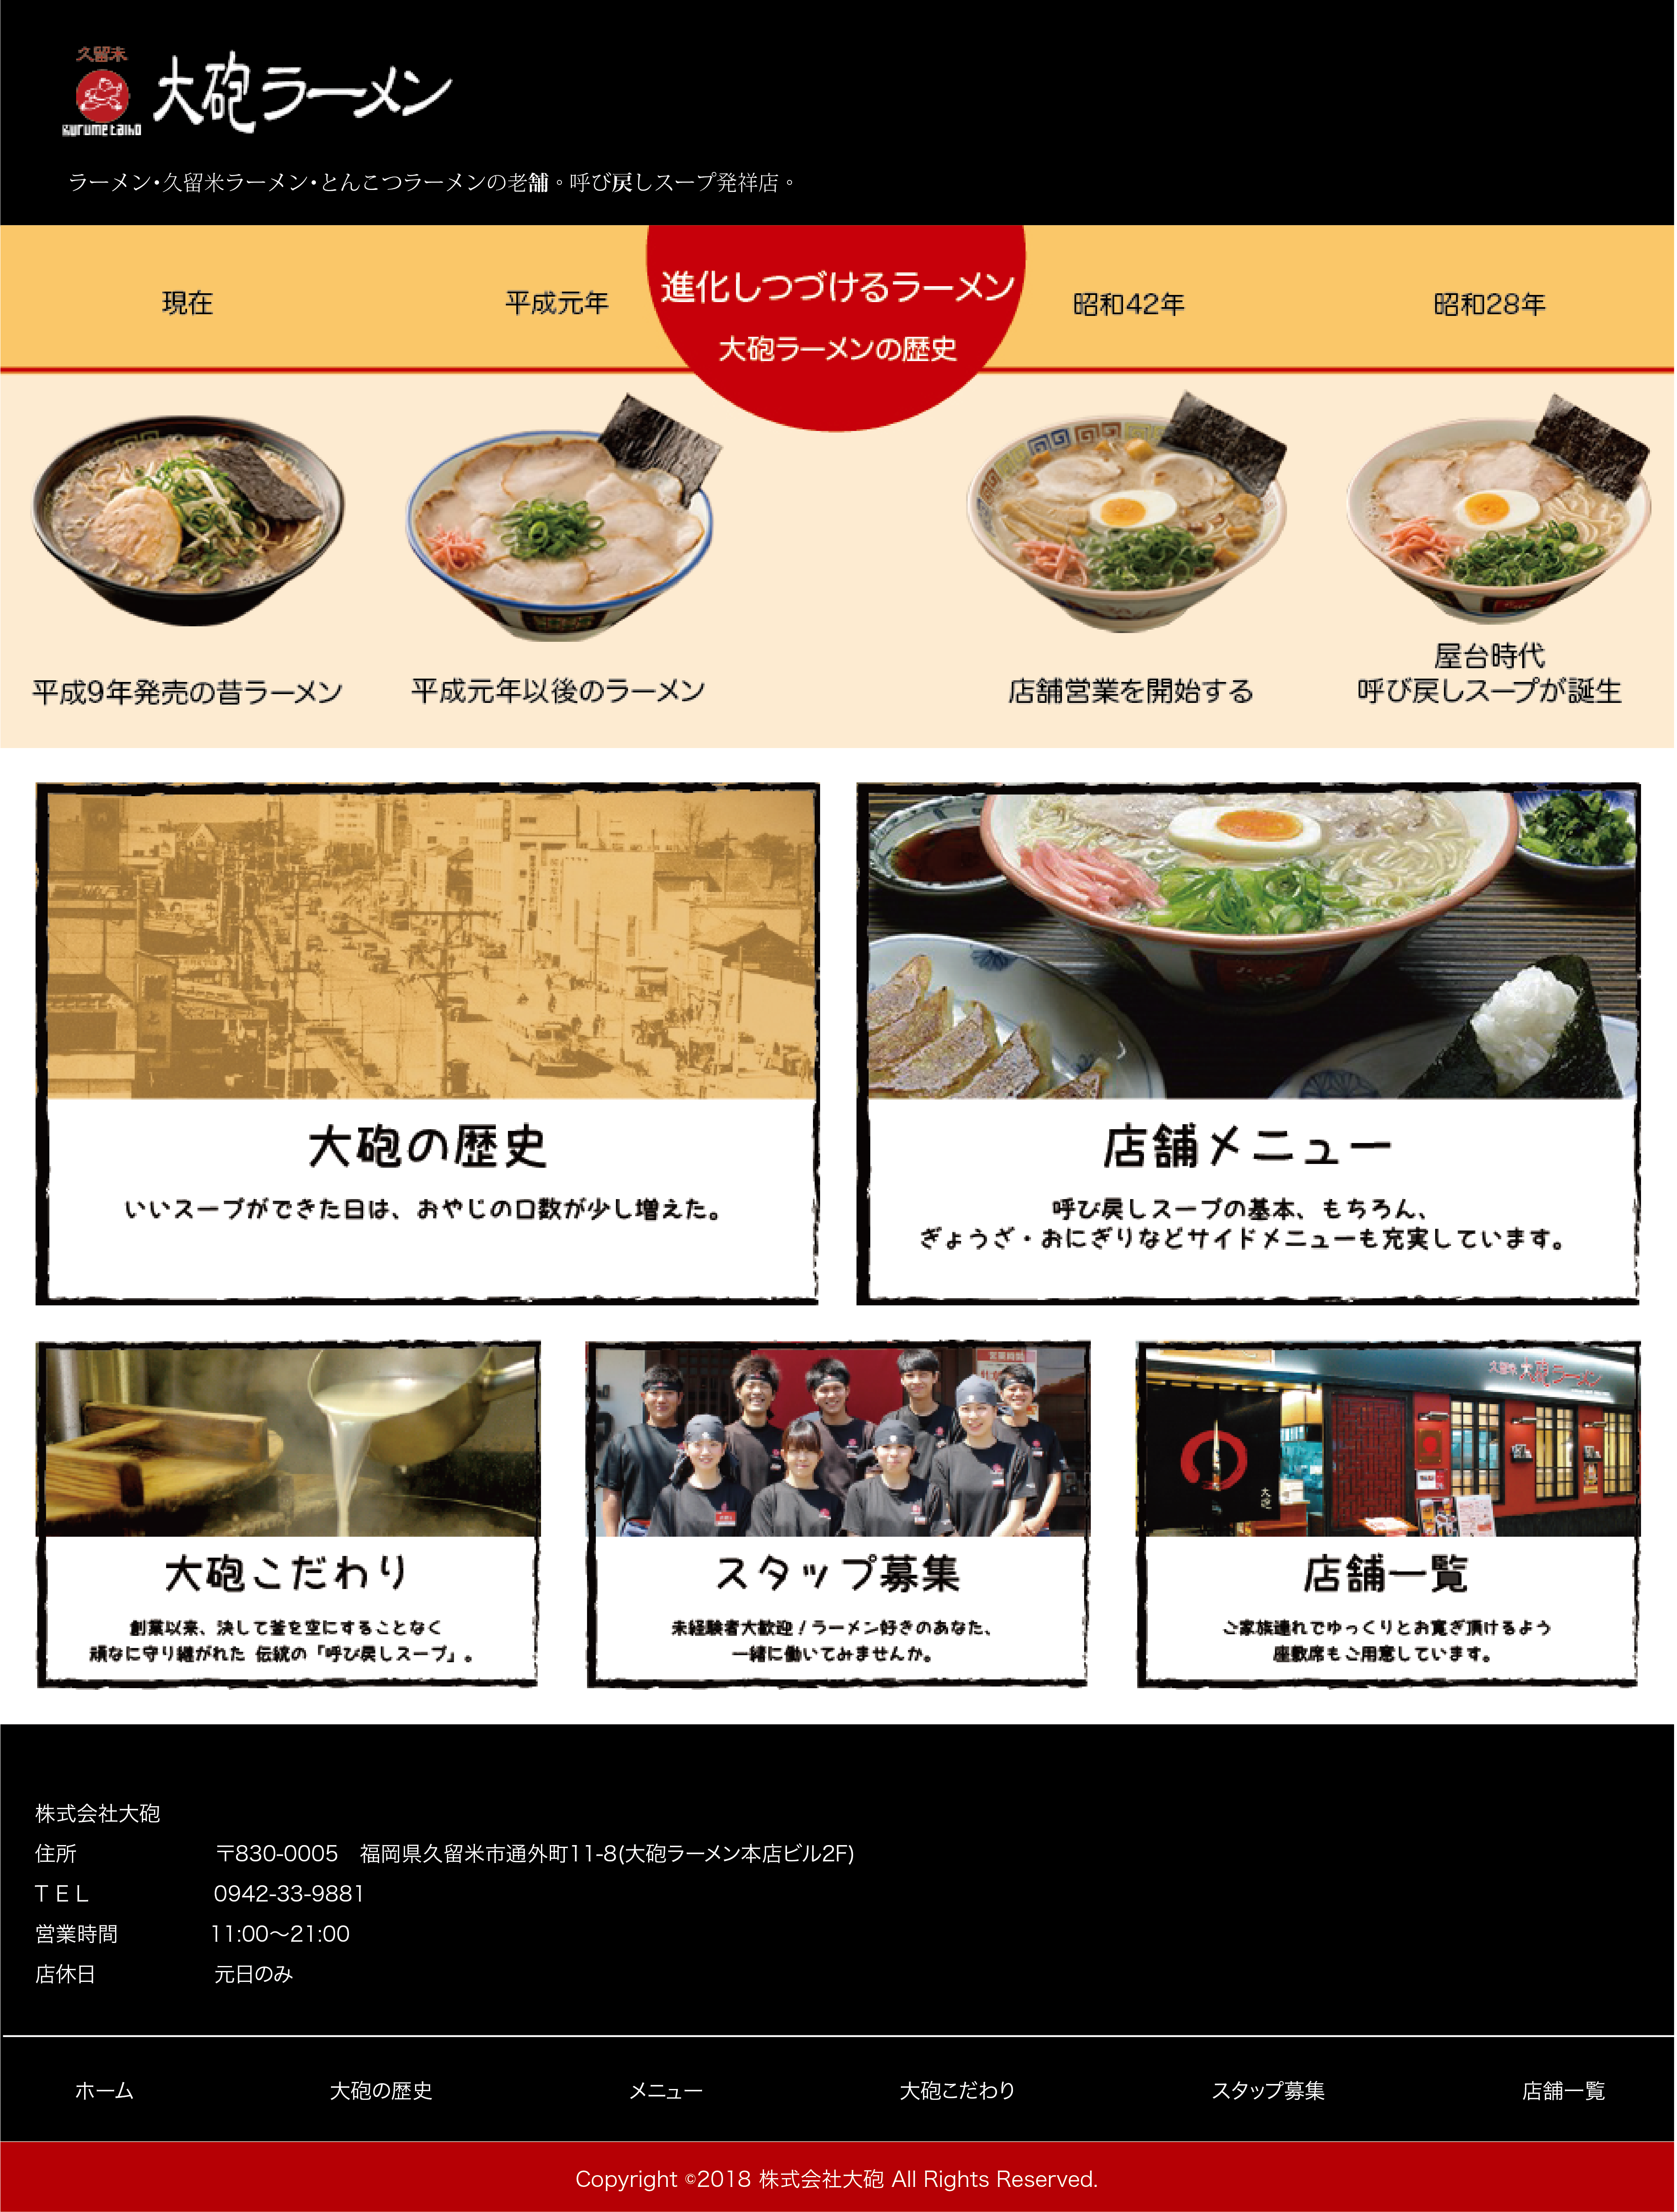 久留米
kurume taiho
大砲ラーメン
ラーメン・久留米ラーメン・とんこつラーメンの老舗。呼び戻しスープ発祥店。
現在
平成元年
進化しつづけるラーメン
大砲ラーメンの歴史
昭和42年
昭和28年
平成9年発売の昔ラーメン
平成元年以後のラーメン
店舗営業を開始する
屋台時代
呼び戻しスープが誕生
大砲の歴史
いいスープができた日は、おやじの口数が少し増えた。
店舗メニュー
呼び戻しスープの基本、もちろん、
ぎょうざ・おにぎりなどサイドメニューも充実しています。
営業時間
久留米 大砲ラーメン
大砲
大砲こだわり
創業以来、決して釜を空にすることなく
頑なに守り継がれた 伝統の「呼び戻しスープ」。
スタップ募集
未経験者大歓迎！ラーメン好きのあなた、
一緒に働いてみませんか。
店舗一覧
ご家族連れでゆっくりとお寛ぎ頂けるよう
座敷席もご用意しています。
株式会社大砲
住所 〒830-0005 福岡県久留米市通外町11-8(大砲ラーメン本店ビル2F)
ＴＥＬ 0942-33-9881
営業時間 11:00〜21:00
店休日 元日のみ
ホーム 大砲の歴史 メニュー 大砲こだわり スタップ募集 店舗一覧
Copyright ©2018 株式会社大砲 All Rights Reserved.